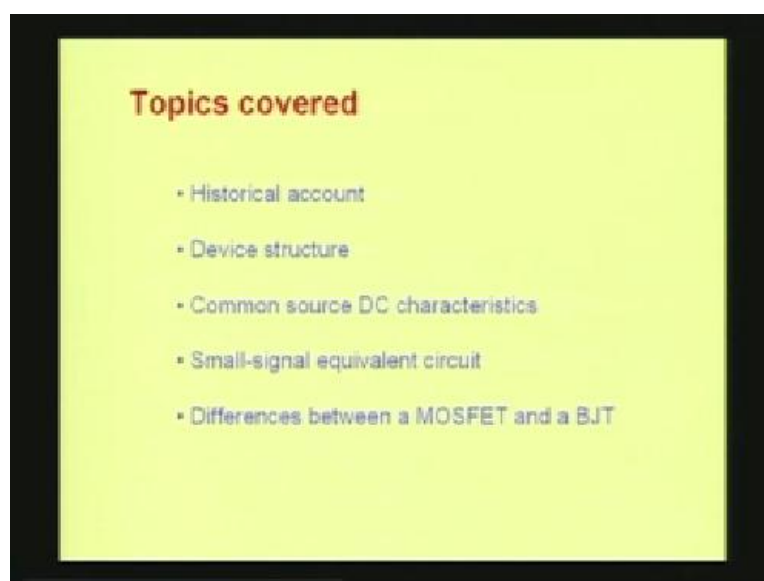 Topics covered
• Historical account
• Device structure
• Common source DC characteristics
• Small-signal equivalent circuit
• Differences between a MOSFET and a BJT